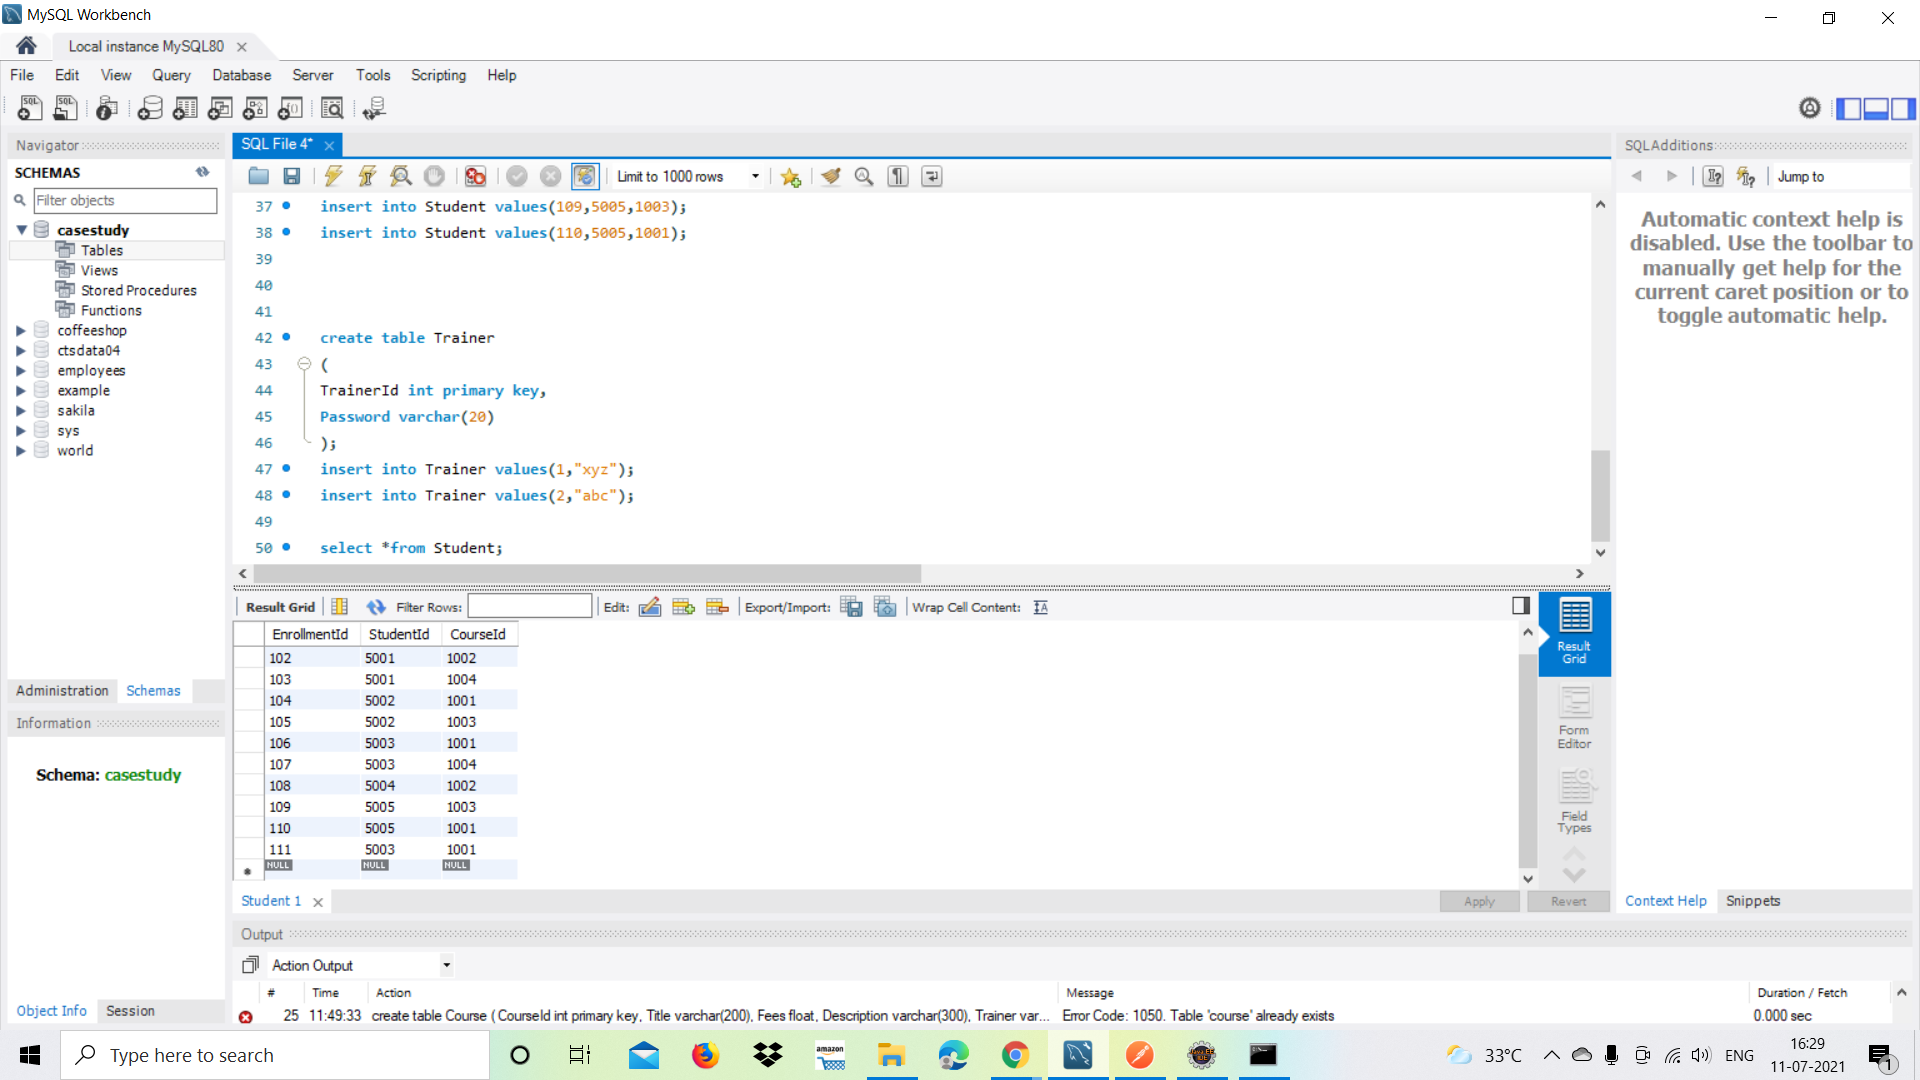 MySQL Workbench
Local instance MySQL80
File Edit View Query Database Server Tools Scripting Help
Navigator
SCHEMAS
Filter objects
casestudy
Tables
Views
Stored Procedures
Functions
coffeeshop
ctsdata04
employees
example
sakila
sys
world
Administration Schemas
Information
Schema: casestudy
Object Info Session
SQL File 4*
Limit to 1000 rows
37 insert into Student values(109,5005,1003);
38 insert into Student values(110,5005,1001);
39
40
41
42 create table Trainer
43 (
44 TrainerId int primary key,
45 Password varchar(20)
46 );
47 insert into Trainer values(1,"xyz");
48 insert into Trainer values(2,"abc");
49
50 select *from Student;
Result Grid Filter Rows: Edit: Export/Import: Wrap Cell Content:
EnrollmentId StudentId CourseId
102 5001 1002
103 5001 1004
104 5002 1001
105 5002 1003
106 5003 1001
107 5003 1004
108 5004 1002
109 5005 1003
110 5005 1001
111 5003 1001
NULL NULL NULL
Result Grid
Form Editor
Field Types
Student 1
Apply Revert
SQLAdditions
Jump to
Automatic context help is
disabled. Use the toolbar to
manually get help for the
current caret position or to
toggle automatic help.
Context Help Snippets
Output
Action Output
# Time Action Message Duration / Fetch
25 11:49:33 create table Course ( CourseId int primary key, Title varchar(200), Fees float, Description varchar(300), Trainer var... Error Code: 1050. Table 'course' already exists 0.000 sec
Type here to search
amazon
33°C
ENG
16:29
11-07-2021
1